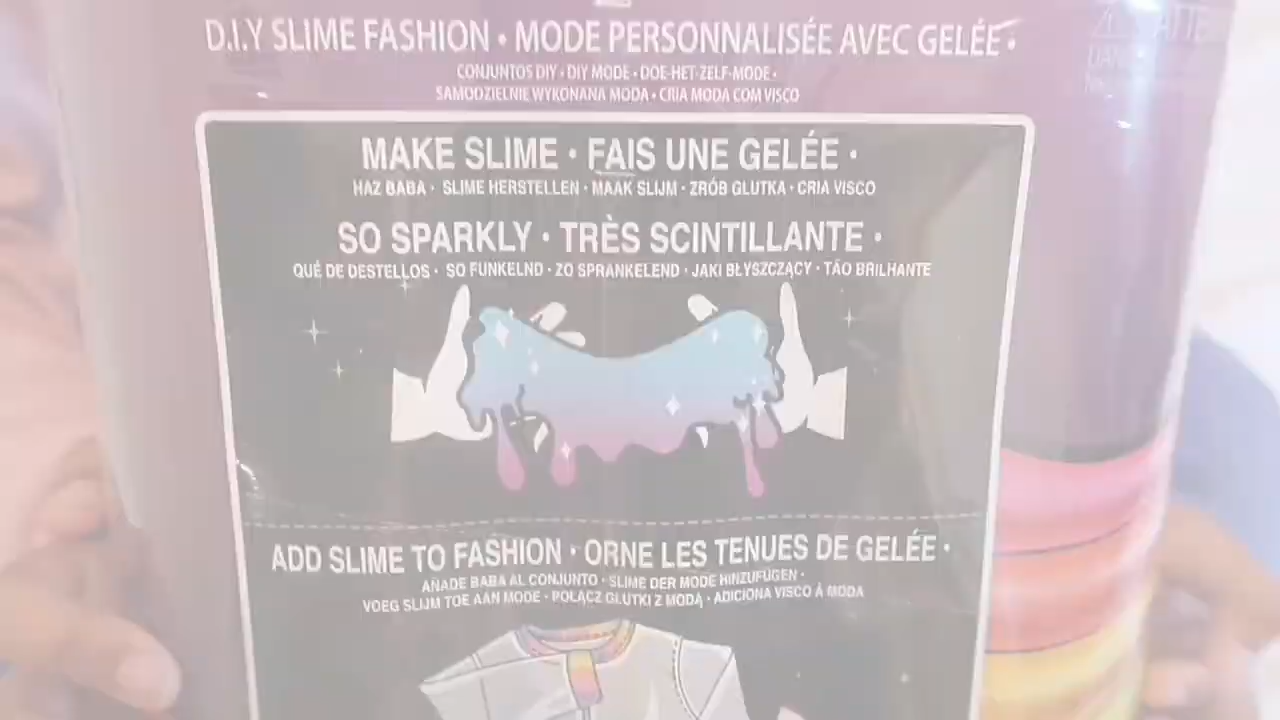 D.I.Y SLIME FASHION • MODE PERSONNALISÉE AVEC GELÉE •
CONJUNTOS DIY • DIY MODE • DOE-HET-ZELF-MODE •
SAMODZIELNIE WYKONANA MODA • CRIA MODA COM VISCO
MAKE SLIME • FAIS UNE GELÉE •
HAZ BABA • SLIME HERSTELLEN • MAAK SLIJM • ZRÓB GLUTKA • CRIA VISCO
SO SPARKLY • TRÈS SCINTILLANTE •
QUÉ DE DESTELLOS • SO FUNKELND • ZO SPRANKELEND • JAKI BŁYSZCZĄCY • TÃO BRILHANTE
ADD SLIME TO FASHION • ORNE LES TENUES DE GELÉE •
AÑADE BABA AL CONJUNTO • SLIME DER MODE HINZUFÜGEN •
VOEG SLIJM TOE AAN MODE • POŁĄCZ GLUTKI Z MODĄ • ADICIONA VISCO À MODA